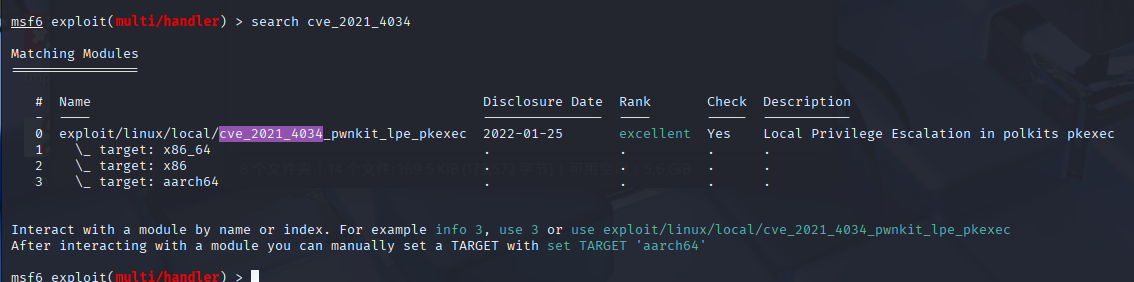 msf6 exploit(multi/handler) > search cve_2021_4034
Matching Modules
================
# Name Disclosure Date Rank Check Description
- ---- --------------- ---- ----- -----------
0 exploit/linux/local/cve_2021_4034_pwnkit_lpe_pkexec 2022-01-25 excellent Yes Local Privilege Escalation in polkits pkexec
1 \_ target: x86_64 . . . .
2 \_ target: x86 . . . .
3 \_ target: aarch64 . . . .
Interact with a module by name or index. For example info 3, use 3 or use exploit/linux/local/cve_2021_4034_pwnkit_lpe_pkexec
After interacting with a module you can manually set a TARGET with set TARGET 'aarch64'
msf6 exploit(multi/handler) >